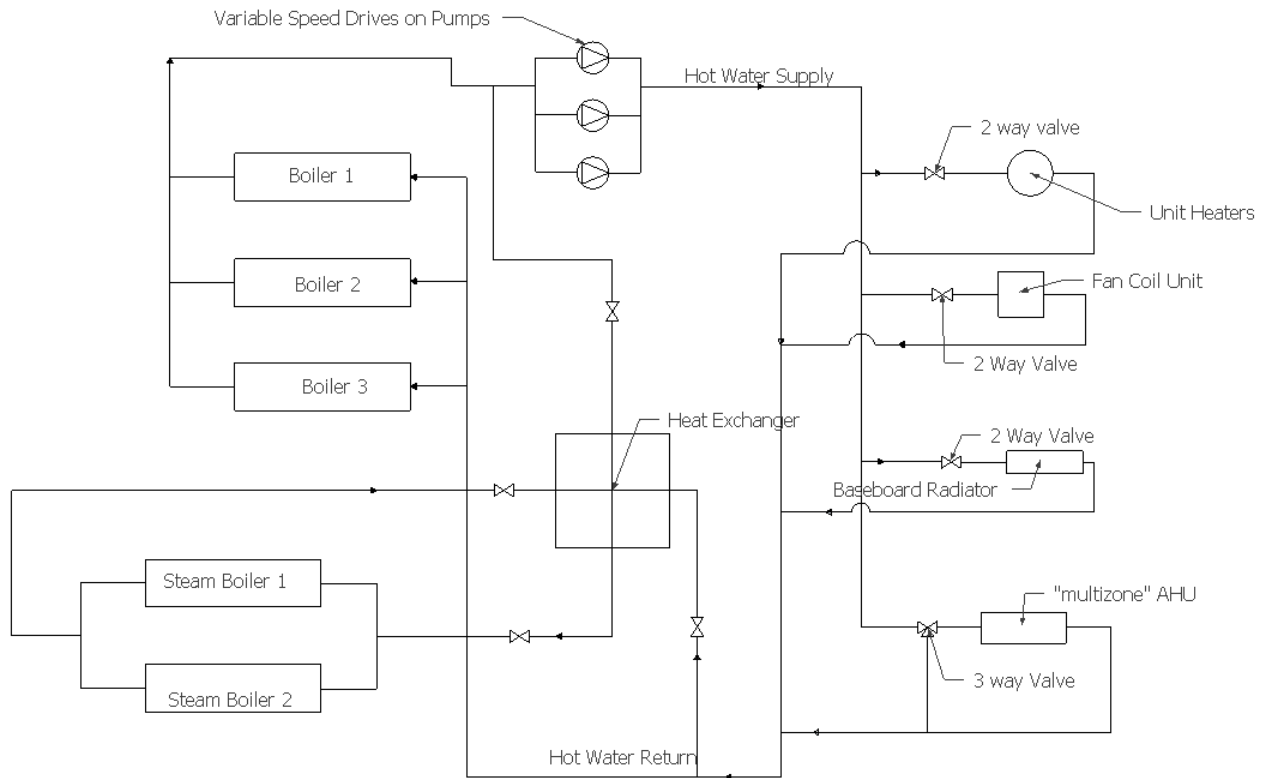 Variable Speed Drives on Pumps
Hot Water Supply
2 way valve
Boiler 1
Unit Heaters
Boiler 2
Fan Coil Unit
2 Way Valve
Boiler 3
Heat Exchanger
2 Way Valve
Baseboard Radiator
Steam Boiler 1
"multizone" AHU
3 way Valve
Steam Boiler 2
Hot Water Return